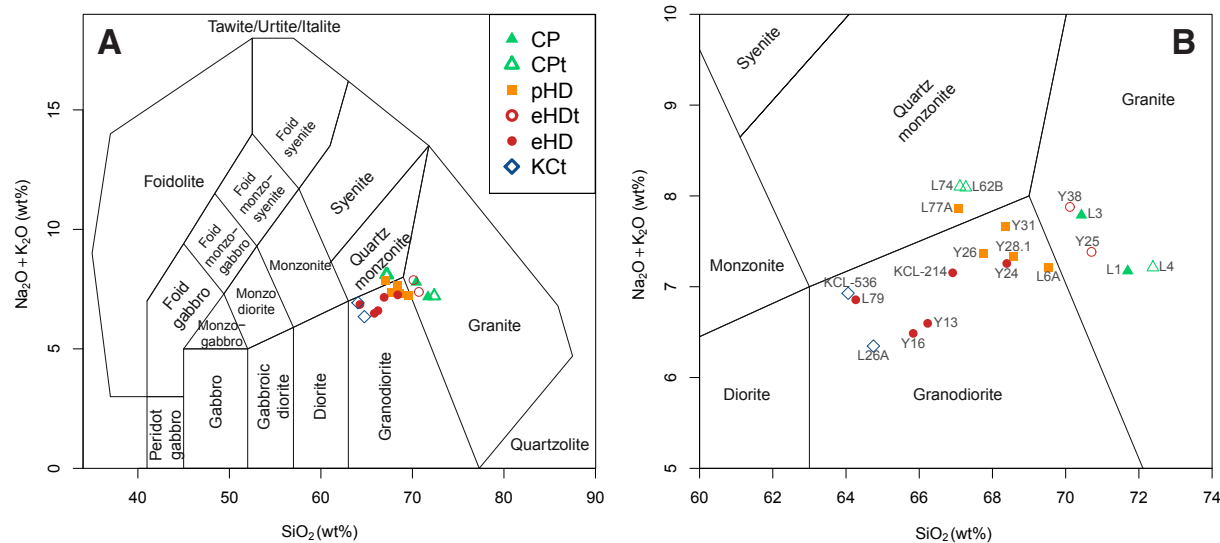 A
Tawite/Urtite/Italite
CP
CPt
pHD
eHDt
eHD
KCt
Foidolite
Foid
syenite
Foid
monzo–
syenite
Foid
monzo–
gabbro
Foid
gabbro
Syenite
Monzonite
Quartz
monzonite
Monzo
diorite
Monzo–
gabbro
Peridot
gabbro
Gabbro
Gabbroic
diorite
Diorite
Granodiorite
Granite
Quartzolite
Na2O + K2O (wt%)
0
5
10
15
40 50 60 70 80 90
SiO2 (wt%)
B
Syenite
Quartz
monzonite
Granite
L74
L62B
L77A
Y38
L3
Y31
Y26
Y28.1
Y25
Monzonite
KCL-214
Y24
L6A
L1
L4
KCL-536
L79
Y13
Y16
L26A
Diorite
Granodiorite
Na2O + K2O (wt%)
5
6
7
8
9
10
60 62 64 66 68 70 72 74
SiO2 (wt%)